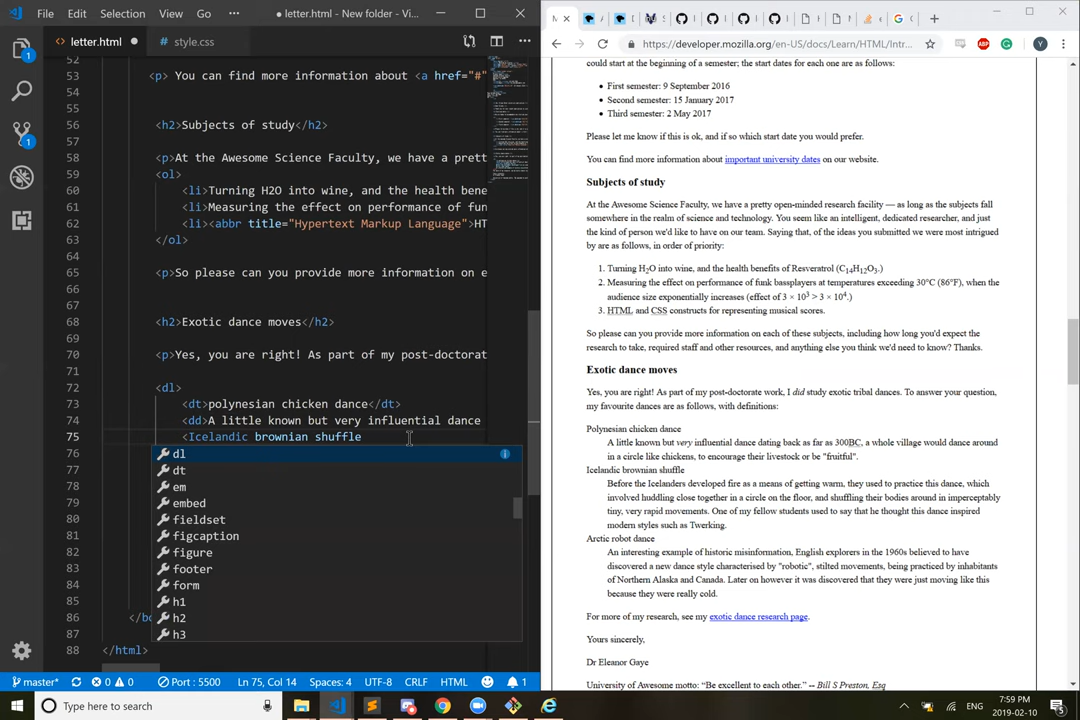 File Edit Selection View Go ··· ● letter.html - New folder - Vi...
letter.html ● style.css
52
53 <p> You can find more information about <a href="#"
54
55
56 <h2>Subjects of study</h2>
57
58 <p>At the Awesome Science Faculty, we have a prett
59 <ol>
60 <li>Turning H2O into wine, and the health bene
61 <li>Measuring the effect on performance of fun
62 <li><abbr title="Hypertext Markup Language">HT
63 </ol>
64
65 <p>So please can you provide more information on e
66
67
68 <h2>Exotic dance moves</h2>
69
70 <p>Yes, you are right! As part of my post-doctorat
71
72 <dl>
73 <dt>polynesian chicken dance</dt>
74 <dd>A little known but very influential dance
75 <Icelandic brownian shuffle
76 dl
77 dt
78 em
79 embed
80 fieldset
81 figcaption
82 figure
83 footer
84 form
85 h1
86 </bo h2
87 h3
88 </html>
master* 0 0 Port : 5500 Ln 75, Col 14 Spaces: 4 UTF-8 CRLF HTML 1
https://developer.mozilla.org/en-US/docs/Learn/HTML/Intr...
could start at the beginning of a semester; the start dates for each one are as follows:
• First semester: 9 September 2016
• Second semester: 15 January 2017
• Third semester: 2 May 2017
Please let me know if this is ok, and if so which start date you would prefer.
You can find more information about important university dates on our website.
Subjects of study
At the Awesome Science Faculty, we have a pretty open-minded research facility — as long as the subjects fall
somewhere in the realm of science and technology. You seem like an intelligent, dedicated researcher, and just
the kind of person we'd like to have on our team. Saying that, of the ideas you submitted we were most intrigued
by are as follows, in order of priority:
1. Turning H₂O into wine, and the health benefits of Resveratrol (C₁₄H₁₂O₃.)
2. Measuring the effect on performance of funk bassplayers at temperatures exceeding 30°C (86°F), when the
audience size exponentially increases (effect of 3 × 10³ > 3 × 10⁴.)
3. HTML and CSS constructs for representing musical scores.
So please can you provide more information on each of these subjects, including how long you'd expect the
research to take, required staff and other resources, and anything else you think we'd need to know? Thanks.
Exotic dance moves
Yes, you are right! As part of my post-doctorate work, I did study exotic tribal dances. To answer your question,
my favourite dances are as follows, with definitions:
Polynesian chicken dance
A little known but very influential dance dating back as far as 300BC, a whole village would dance around
in a circle like chickens, to encourage their livestock or be "fruitful".
Icelandic brownian shuffle
Before the Icelanders developed fire as a means of getting warm, they used to practice this dance, which
involved huddling close together in a circle on the floor, and shuffling their bodies around in imperceptably
tiny, very rapid movements. One of my fellow students used to say that he thought this dance inspired
modern styles such as Twerking.
Arctic robot dance
An interesting example of historic misinformation, English explorers in the 1960s believed to have
discovered a new dance style characterised by "robotic", stilted movements, being practiced by inhabitants
of Northern Alaska and Canada. Later on however it was discovered that they were just moving like this
because they were really cold.
For more of my research, see my exotic dance research page.
Yours sincerely,
Dr Eleanor Gaye
University of Awesome motto: “Be excellent to each other.” -- Bill S Preston, Esq
Type here to search
ENG 7:59 PM
2019-02-10